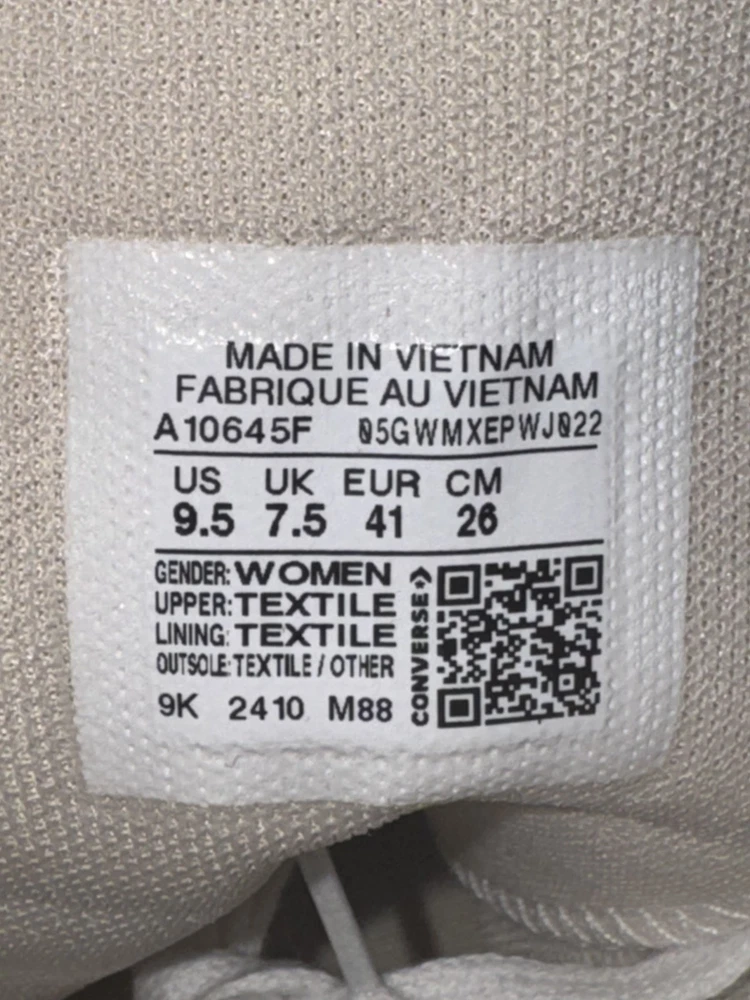 MADE IN VIETNAM
FABRIQUE AU VIETNAM
A10645F 05GWMXEPWJ022
US UK EUR CM
9.5 7.5 41 26
GENDER: WOMEN
UPPER: TEXTILE
LINING: TEXTILE
OUTSOLE: TEXTILE / OTHER
9K 2410 M88
CONVERSE